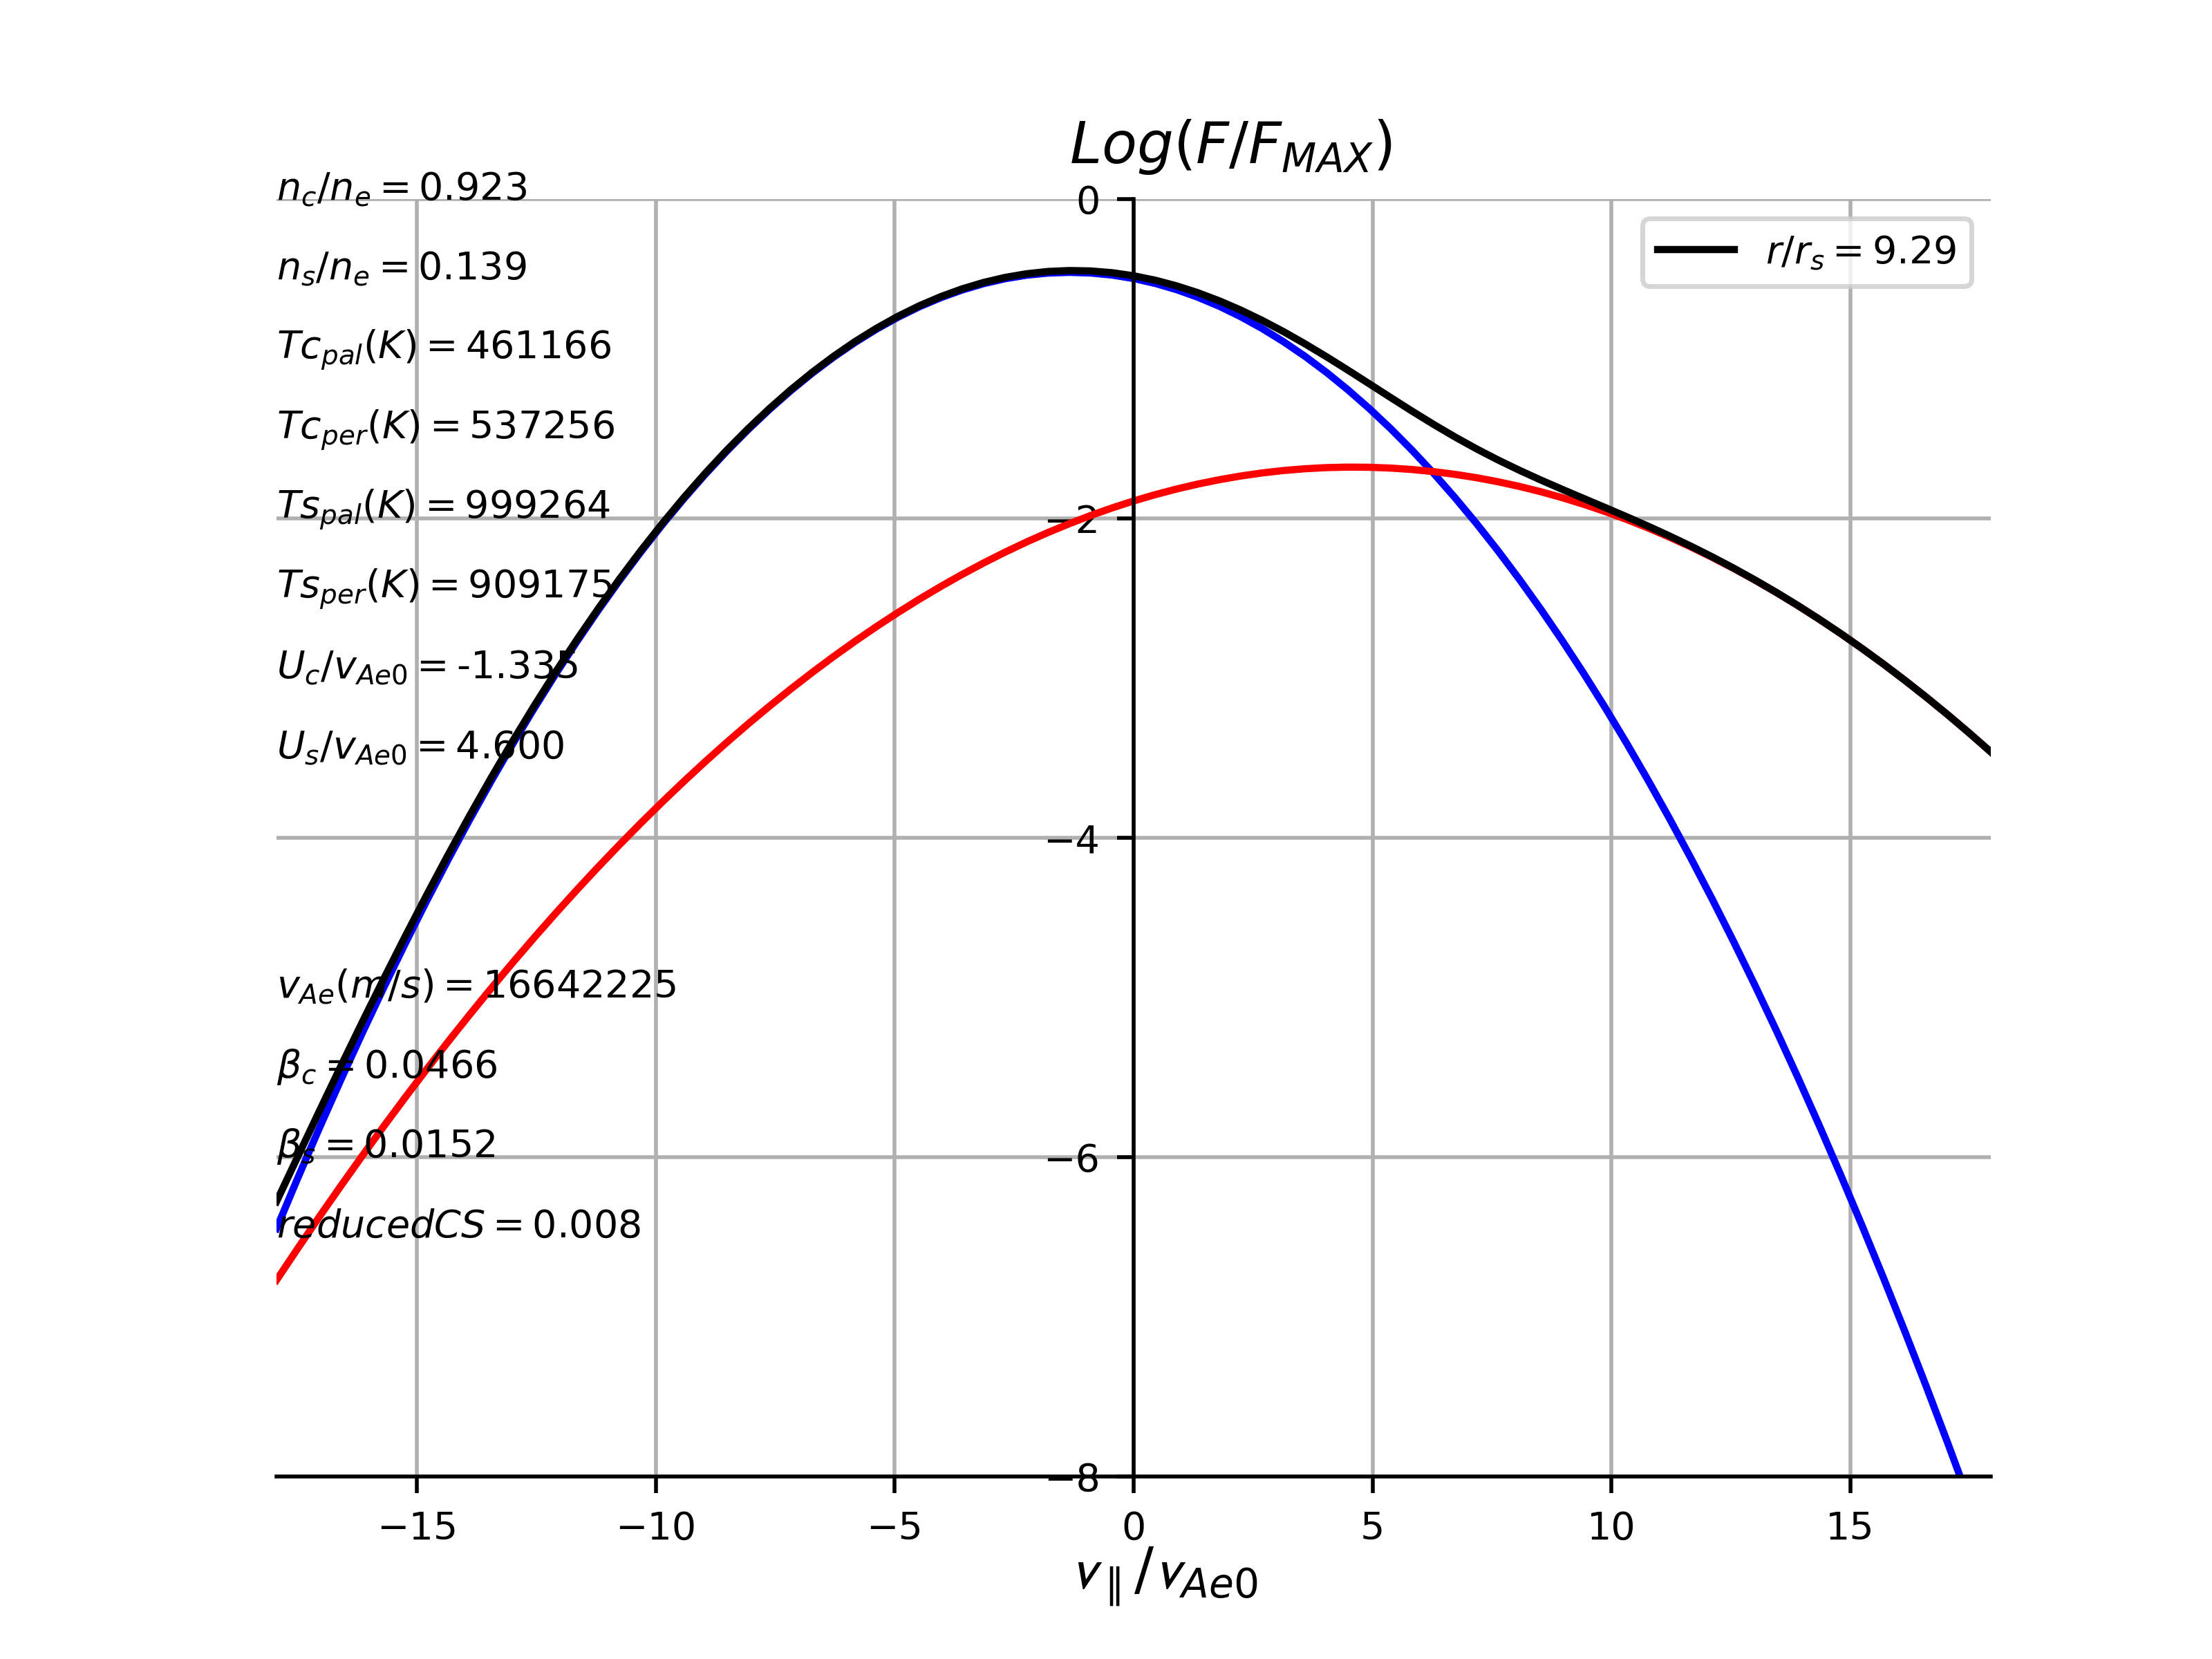 Log(F/F_MAX)
n_c/n_e = 0.923
0
r/r_s = 9.29
n_s/n_e = 0.139
Tc_pal(K) = 461166
Tc_per(K) = 537256
Ts_pal(K) = 999264
−2
Ts_per(K) = 909175
U_c/v_Ae0 = -1.335
U_s/v_Ae0 = 4.600
−4
v_Ae(m/s) = 16642225
β_c = 0.0466
β_s = 0.0152
−6
reducedCS = 0.008
−8
−15 −10 −5 0 5 10 15
v_∥/v_Ae0